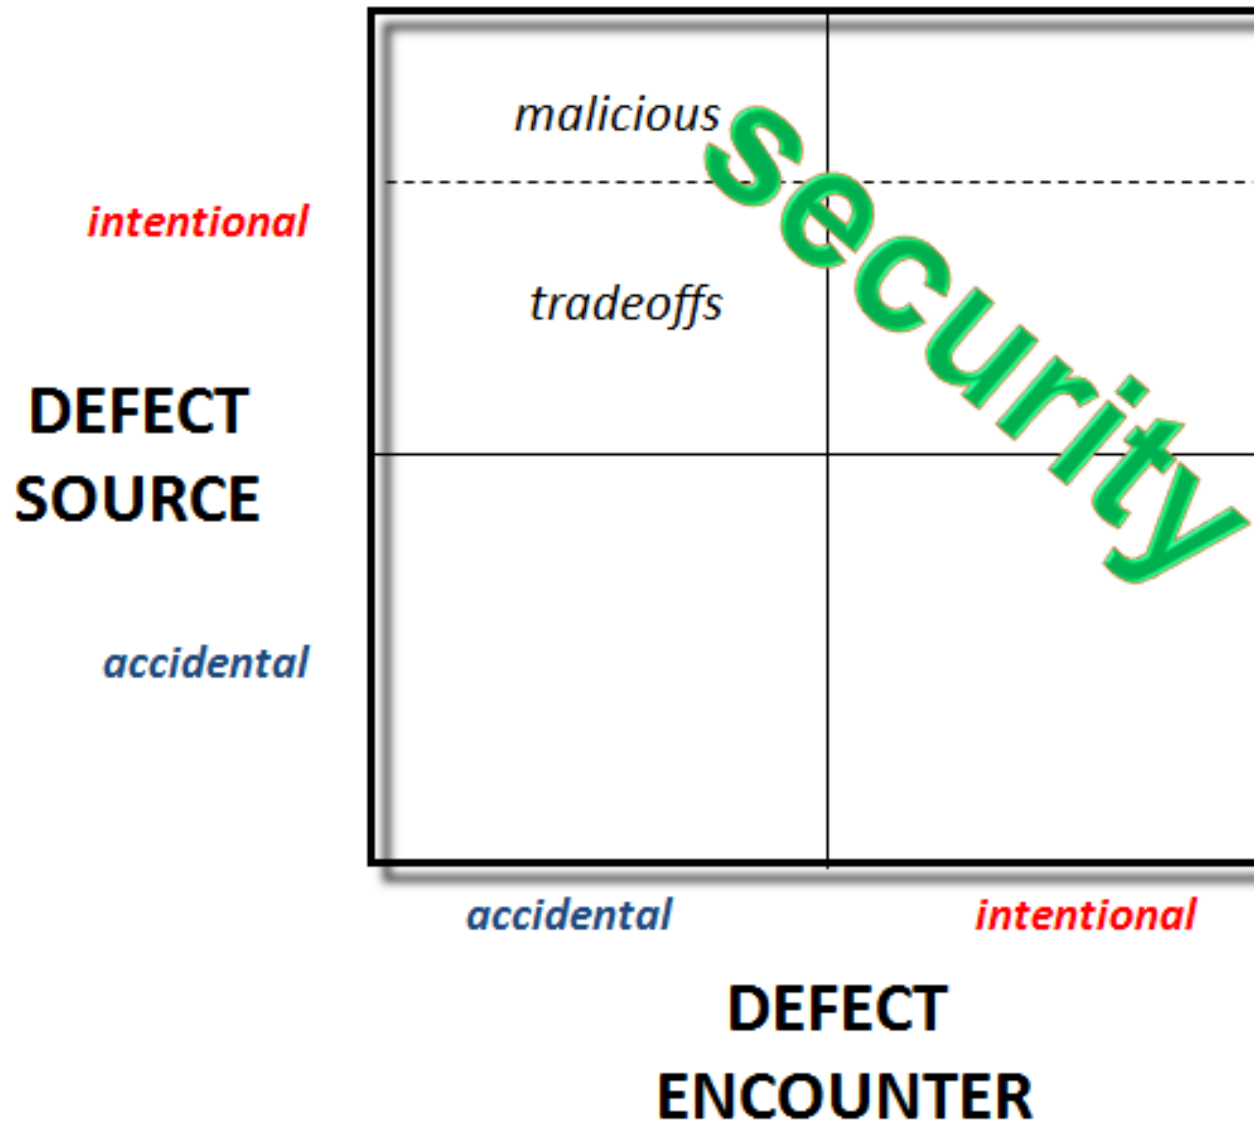 malicious
security
intentional
tradeoffs
DEFECT
SOURCE
accidental
accidental
intentional
DEFECT
ENCOUNTER